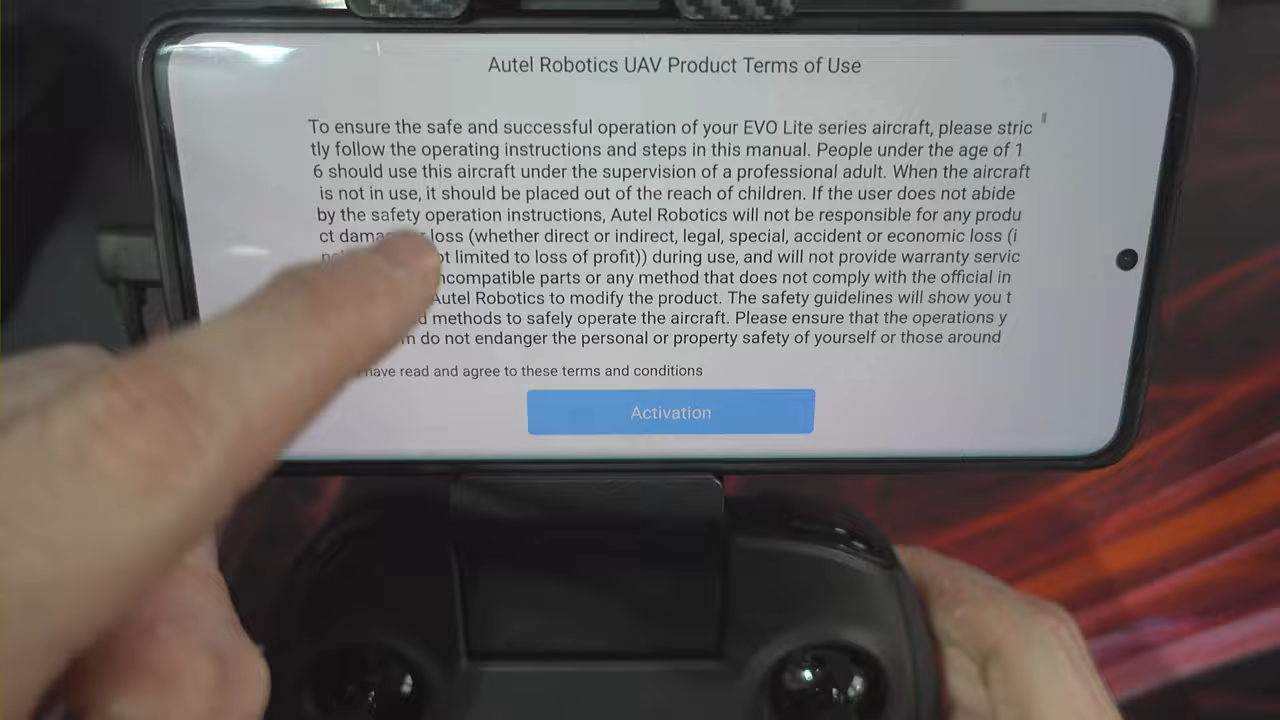 Autel Robotics UAV Product Terms of Use
To ensure the safe and successful operation of your EVO Lite series aircraft, please stric
tly follow the operating instructions and steps in this manual. People under the age of 1
6 should use this aircraft under the supervision of a professional adult. When the aircraft
is not in use, it should be placed out of the reach of children. If the user does not abide
by the safety operation instructions, Autel Robotics will not be responsible for any produ
ct loss (whether direct or indirect, legal, special, accident or economic loss (i
limited to loss of profit)) during use, and will not provide warranty servic
incompatible parts or any method that does not comply with the official in
Autel Robotics to modify the product. The safety guidelines will show you t
methods to safely operate the aircraft. Please ensure that the operations y
do not endanger the personal or property safety of yourself or those around
have read and agree to these terms and conditions
Activation